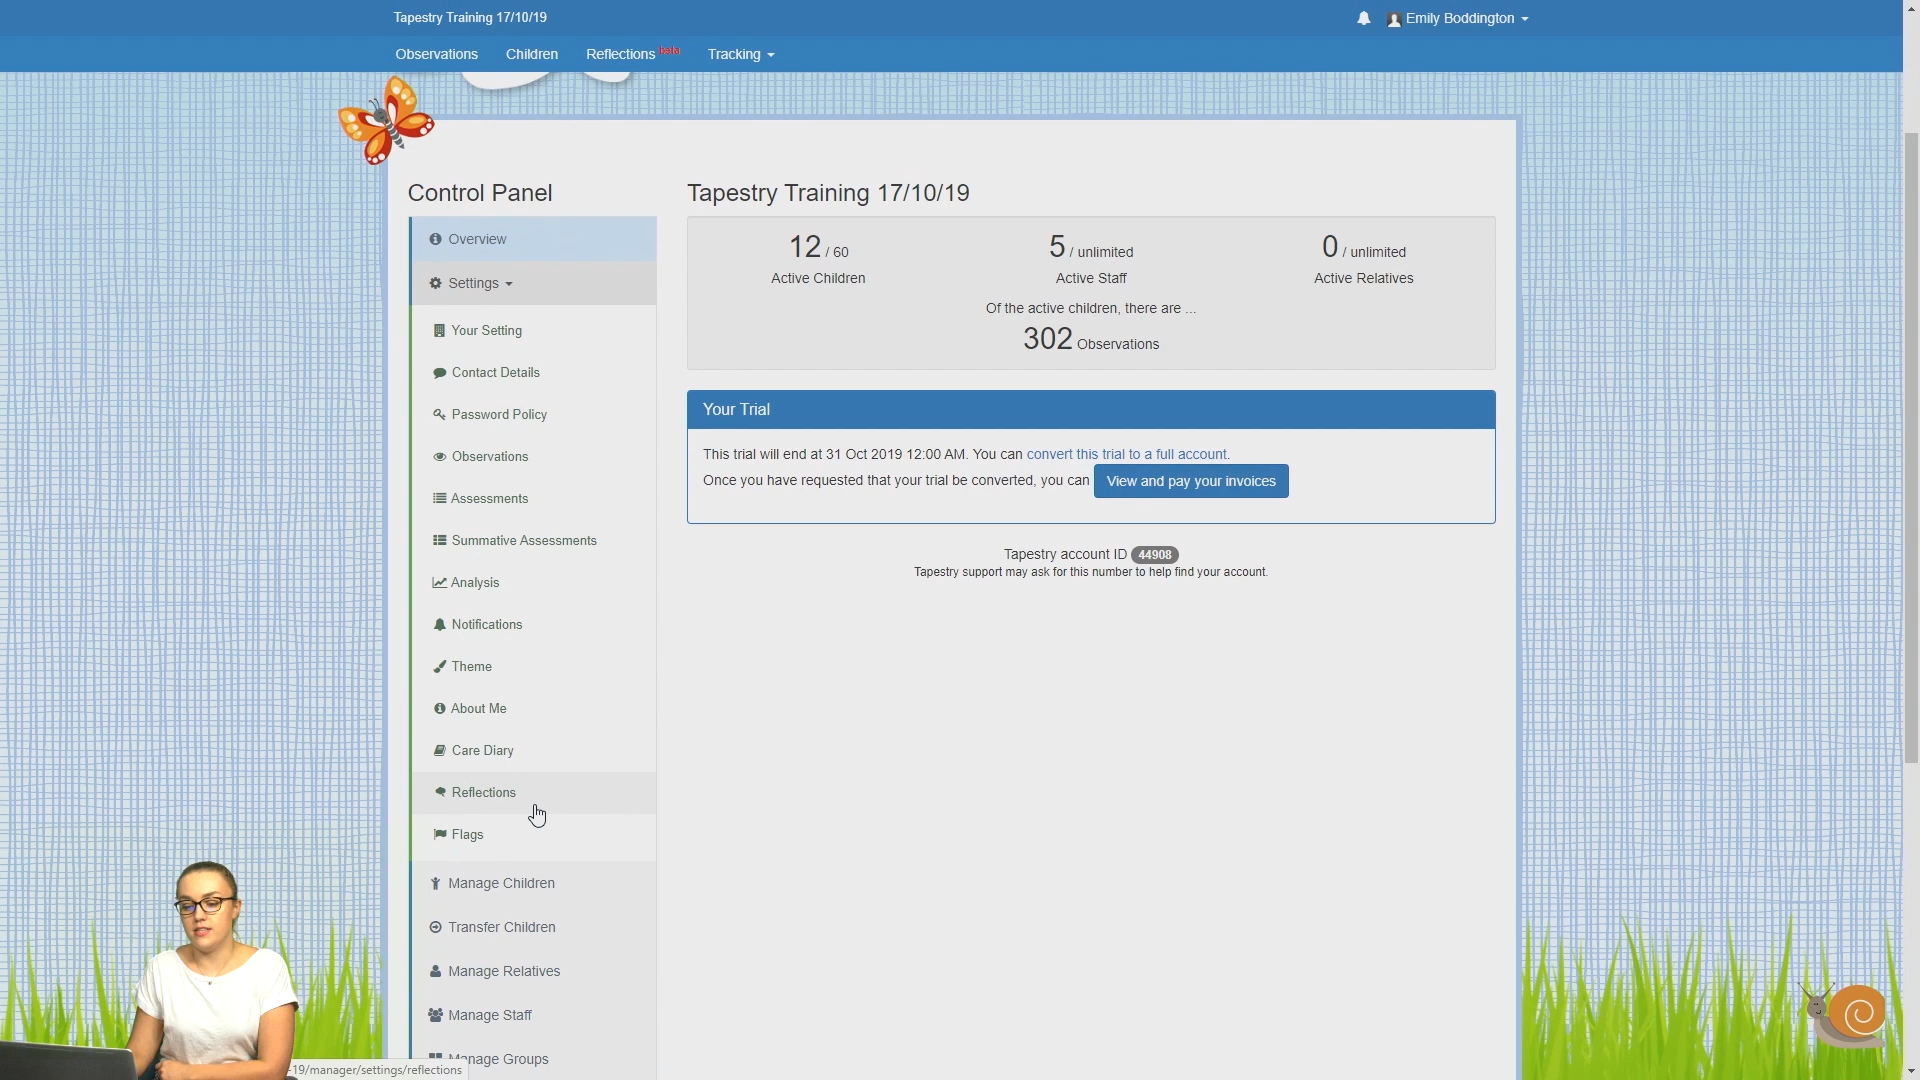 Tapestry Training 17/10/19
Emily Boddington
Observations
Children
Reflections beta
Tracking
Control Panel
Overview
Settings
Your Setting
Contact Details
Password Policy
Observations
Assessments
Summative Assessments
Analysis
Notifications
Theme
About Me
Care Diary
Reflections
Flags
Manage Children
Transfer Children
Manage Relatives
Manage Staff
Manage Groups
Tapestry Training 17/10/19
12 / 60
Active Children
5 / unlimited
Active Staff
0 / unlimited
Active Relatives
Of the active children, there are ...
302 Observations
Your Trial
This trial will end at 31 Oct 2019 12:00 AM. You can convert this trial to a full account.
Once you have requested that your trial be converted, you can View and pay your invoices
Tapestry account ID 44908
Tapestry support may ask for this number to help find your account.
-19/manager/settings/reflections